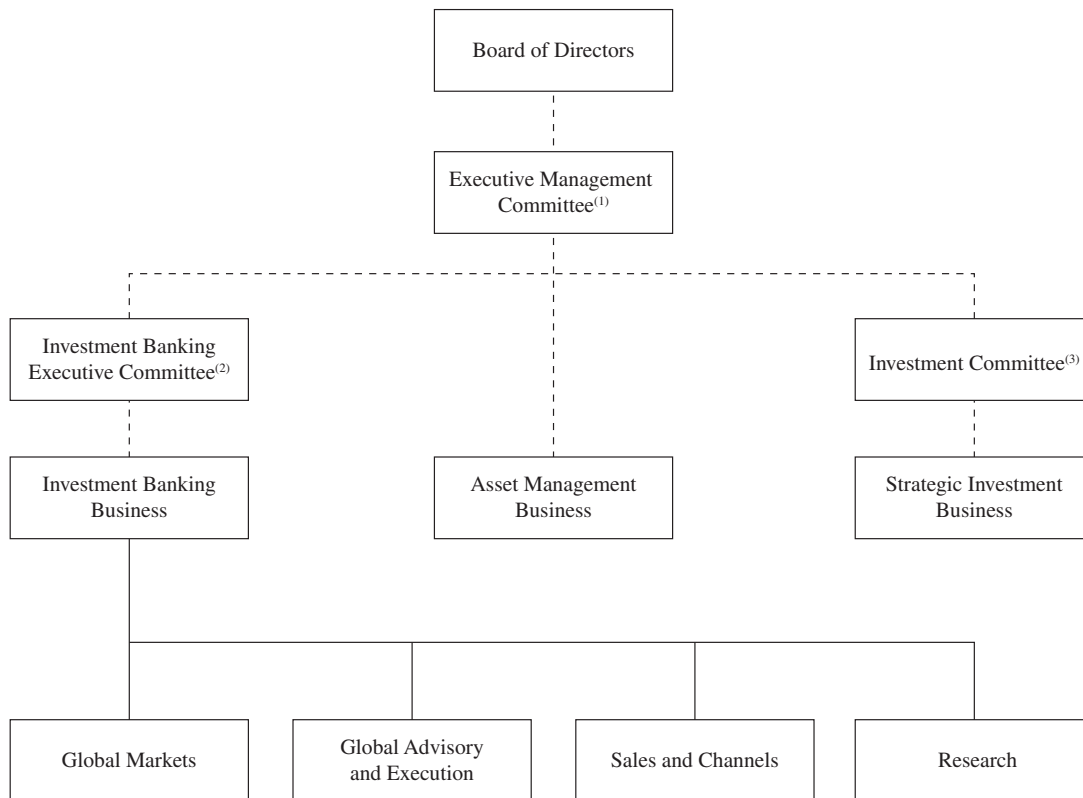 Board of Directors
Executive Management
Committee(1)
Investment Banking
Executive Committee(2)
Investment Committee(3)
Investment Banking
Business
Asset Management
Business
Strategic Investment
Business
Global Markets
Global Advisory
and Execution
Sales and Channels
Research